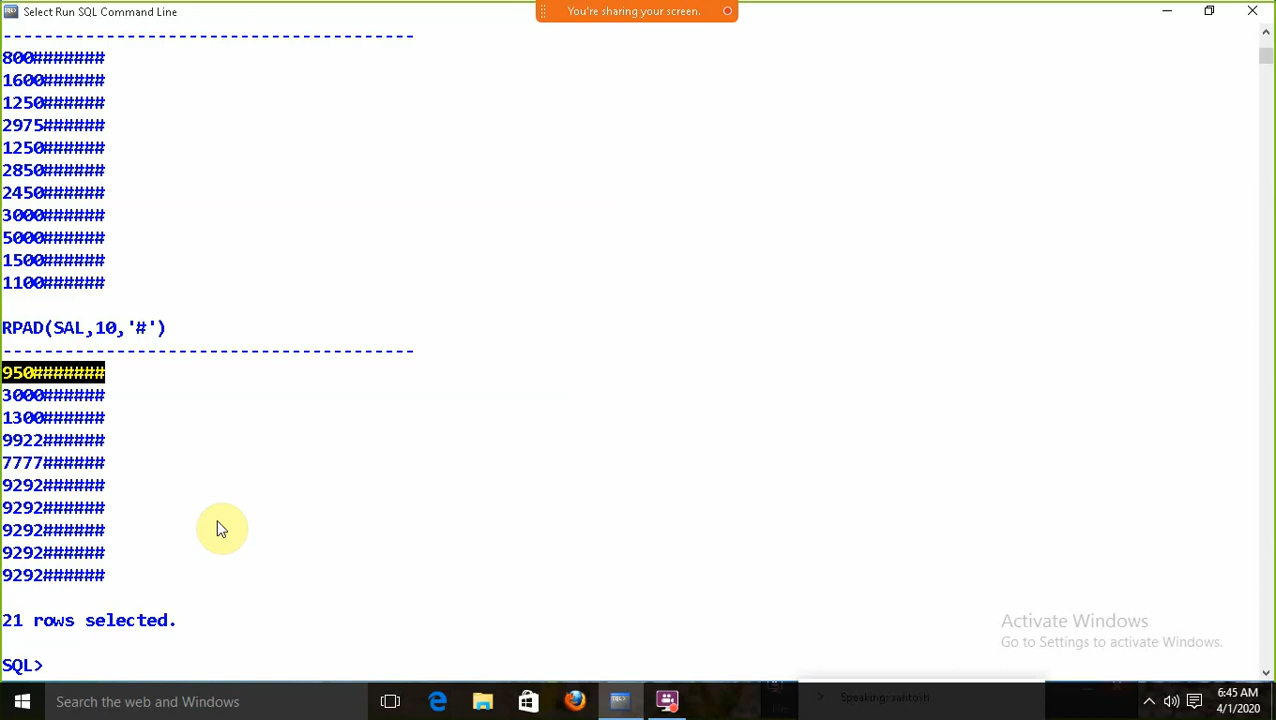 Select Run SQL Command Line
You're sharing your screen.
----------------------------------------
800#######
1600######
1250######
2975######
1250######
2850######
2450######
3000######
5000######
1500######
1100######
RPAD(SAL,10,'#')
----------------------------------------
950#######
3000######
1300######
9922######
7777######
9292######
9292######
9292######
9292######
9292######
21 rows selected.
SQL>
Activate Windows
Go to Settings to activate Windows.
Search the web and Windows
Speaking:
6:45 AM
4/1/2020